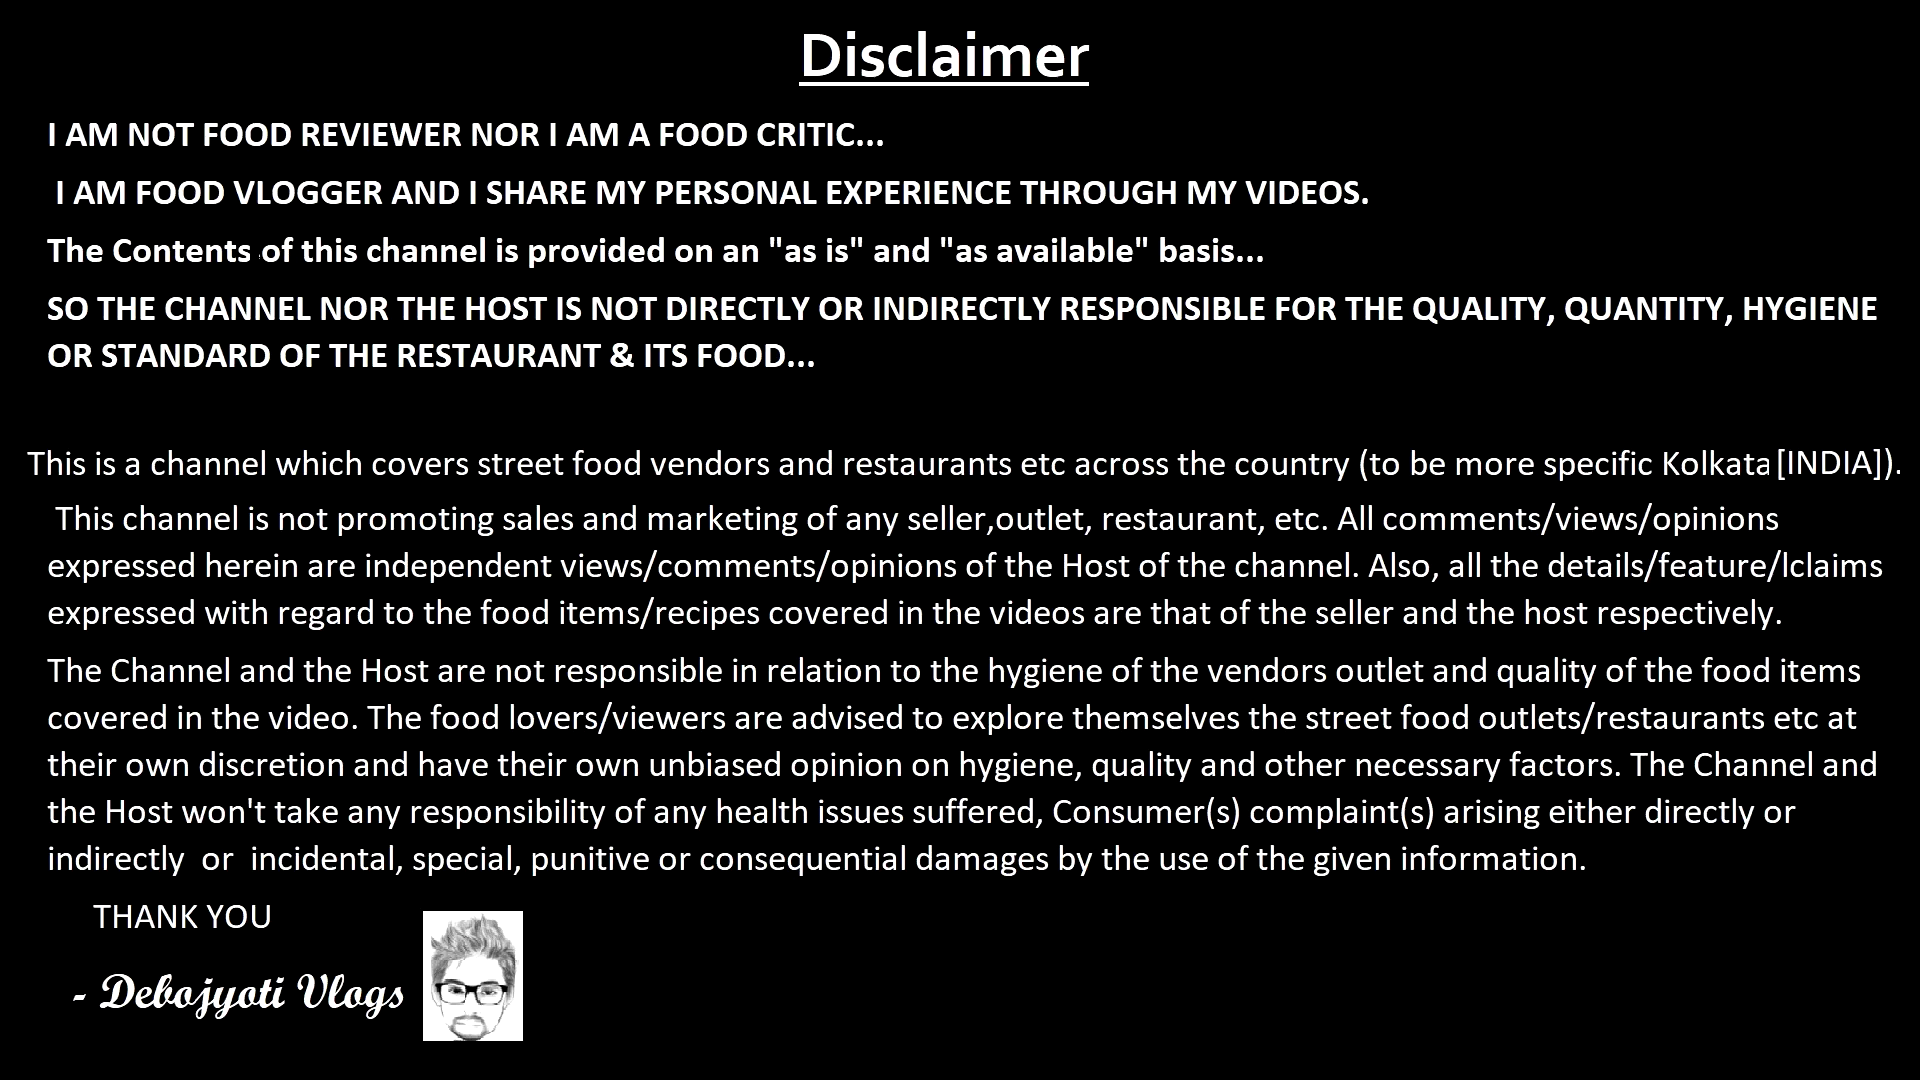 Disclaimer
I AM NOT FOOD REVIEWER NOR I AM A FOOD CRITIC...
I AM FOOD VLOGGER AND I SHARE MY PERSONAL EXPERIENCE THROUGH MY VIDEOS.
The Contents of this channel is provided on an "as is" and "as available" basis...
SO THE CHANNEL NOR THE HOST IS NOT DIRECTLY OR INDIRECTLY RESPONSIBLE FOR THE QUALITY, QUANTITY, HYGIENE
OR STANDARD OF THE RESTAURANT & ITS FOOD...
This is a channel which covers street food vendors and restaurants etc across the country (to be more specific Kolkata [INDIA]).
This channel is not promoting sales and marketing of any seller,outlet, restaurant, etc. All comments/views/opinions
expressed herein are independent views/comments/opinions of the Host of the channel. Also, all the details/feature/lclaims
expressed with regard to the food items/recipes covered in the videos are that of the seller and the host respectively.
The Channel and the Host are not responsible in relation to the hygiene of the vendors outlet and quality of the food items
covered in the video. The food lovers/viewers are advised to explore themselves the street food outlets/restaurants etc at
their own discretion and have their own unbiased opinion on hygiene, quality and other necessary factors. The Channel and
the Host won't take any responsibility of any health issues suffered, Consumer(s) complaint(s) arising either directly or
indirectly or incidental, special, punitive or consequential damages by the use of the given information.
THANK YOU
- Debojyoti Vlogs